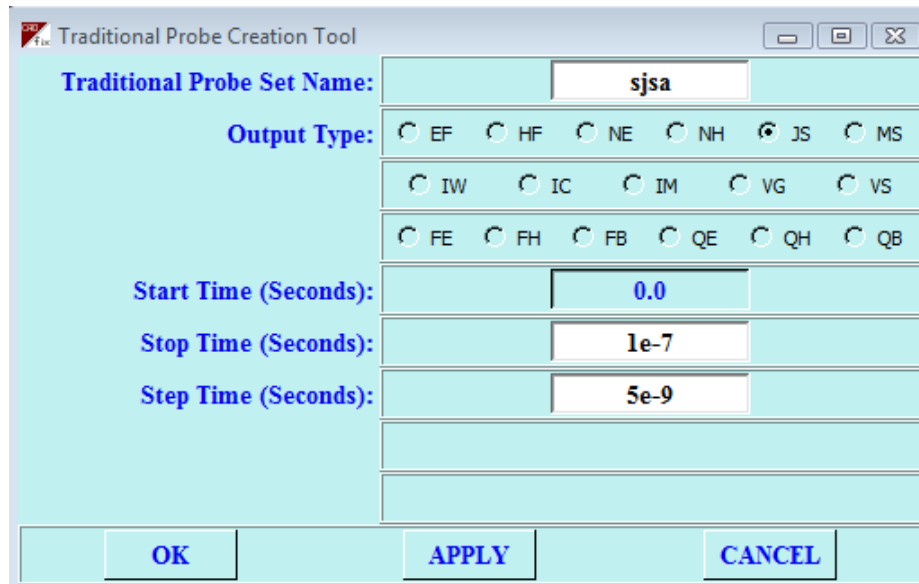 CAD fix Traditional Probe Creation Tool
Traditional Probe Set Name: sjsa
Output Type: EF HF NE NH JS MS
IW IC IM VG VS
FE FH FB QE QH QB
Start Time (Seconds): 0.0
Stop Time (Seconds): 1e-7
Step Time (Seconds): 5e-9
OK APPLY CANCEL